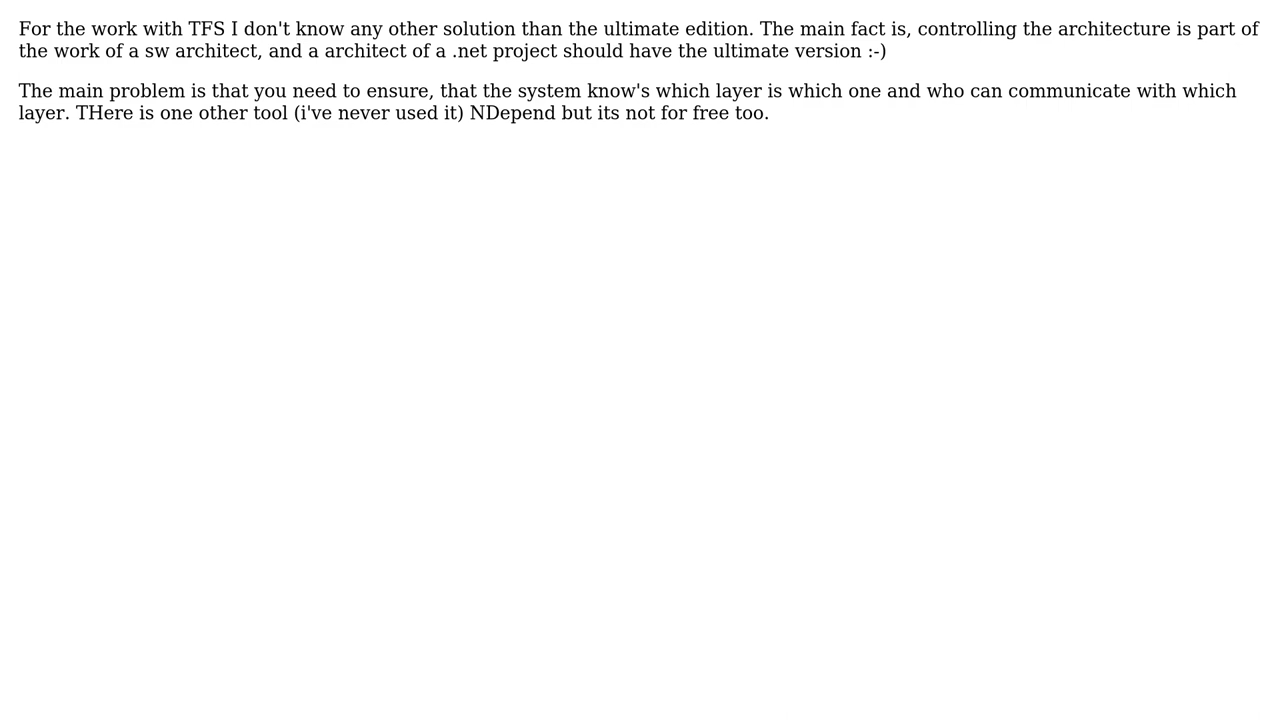 For the work with TFS I don't know any other solution than the ultimate edition. The main fact is, controlling the architecture is part of
the work of a sw architect, and a architect of a .net project should have the ultimate version :-)
The main problem is that you need to ensure, that the system know's which layer is which one and who can communicate with which
layer. THere is one other tool (i've never used it) NDepend but its not for free too.